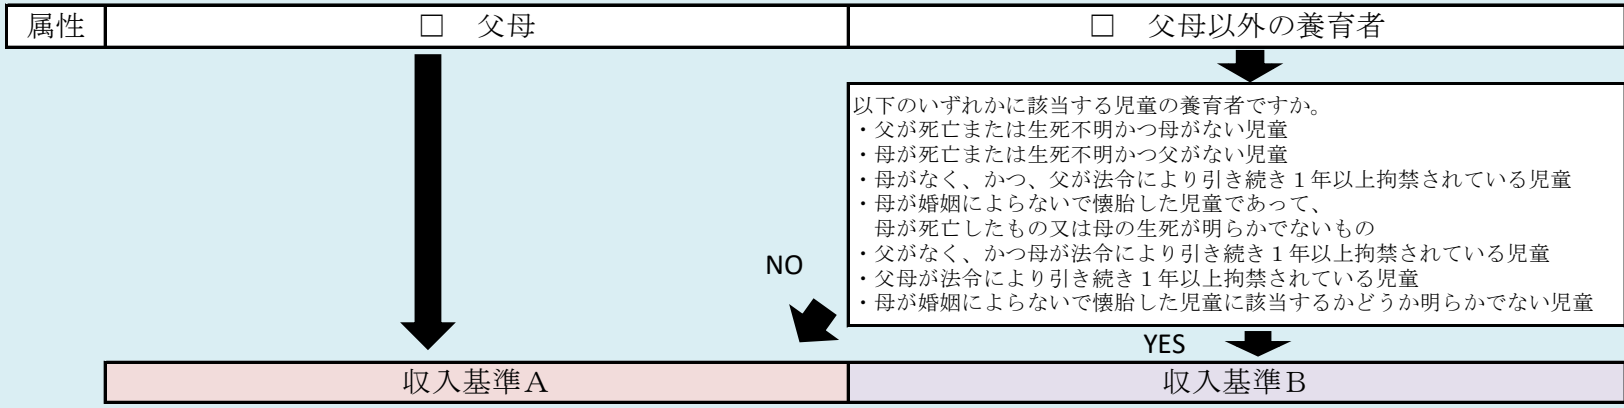 属性
□ 父母
□ 父母以外の養育者
以下のいずれかに該当する児童の養育者ですか。
・父が死亡または生死不明かつ母がない児童
・母が死亡または生死不明かつ父がない児童
・母がなく、かつ、父が法令により引き続き１年以上拘禁されている児童
・母が婚姻によらないで懐胎した児童であって、
母が死亡したもの又は母の生死が明らかでないもの
・父がなく、かつ母が法令により引き続き１年以上拘禁されている児童
・父母が法令により引き続き１年以上拘禁されている児童
・母が婚姻によらないで懐胎した児童に該当するかどうか明らかでない児童
NO
YES
収入基準Ａ
収入基準Ｂ